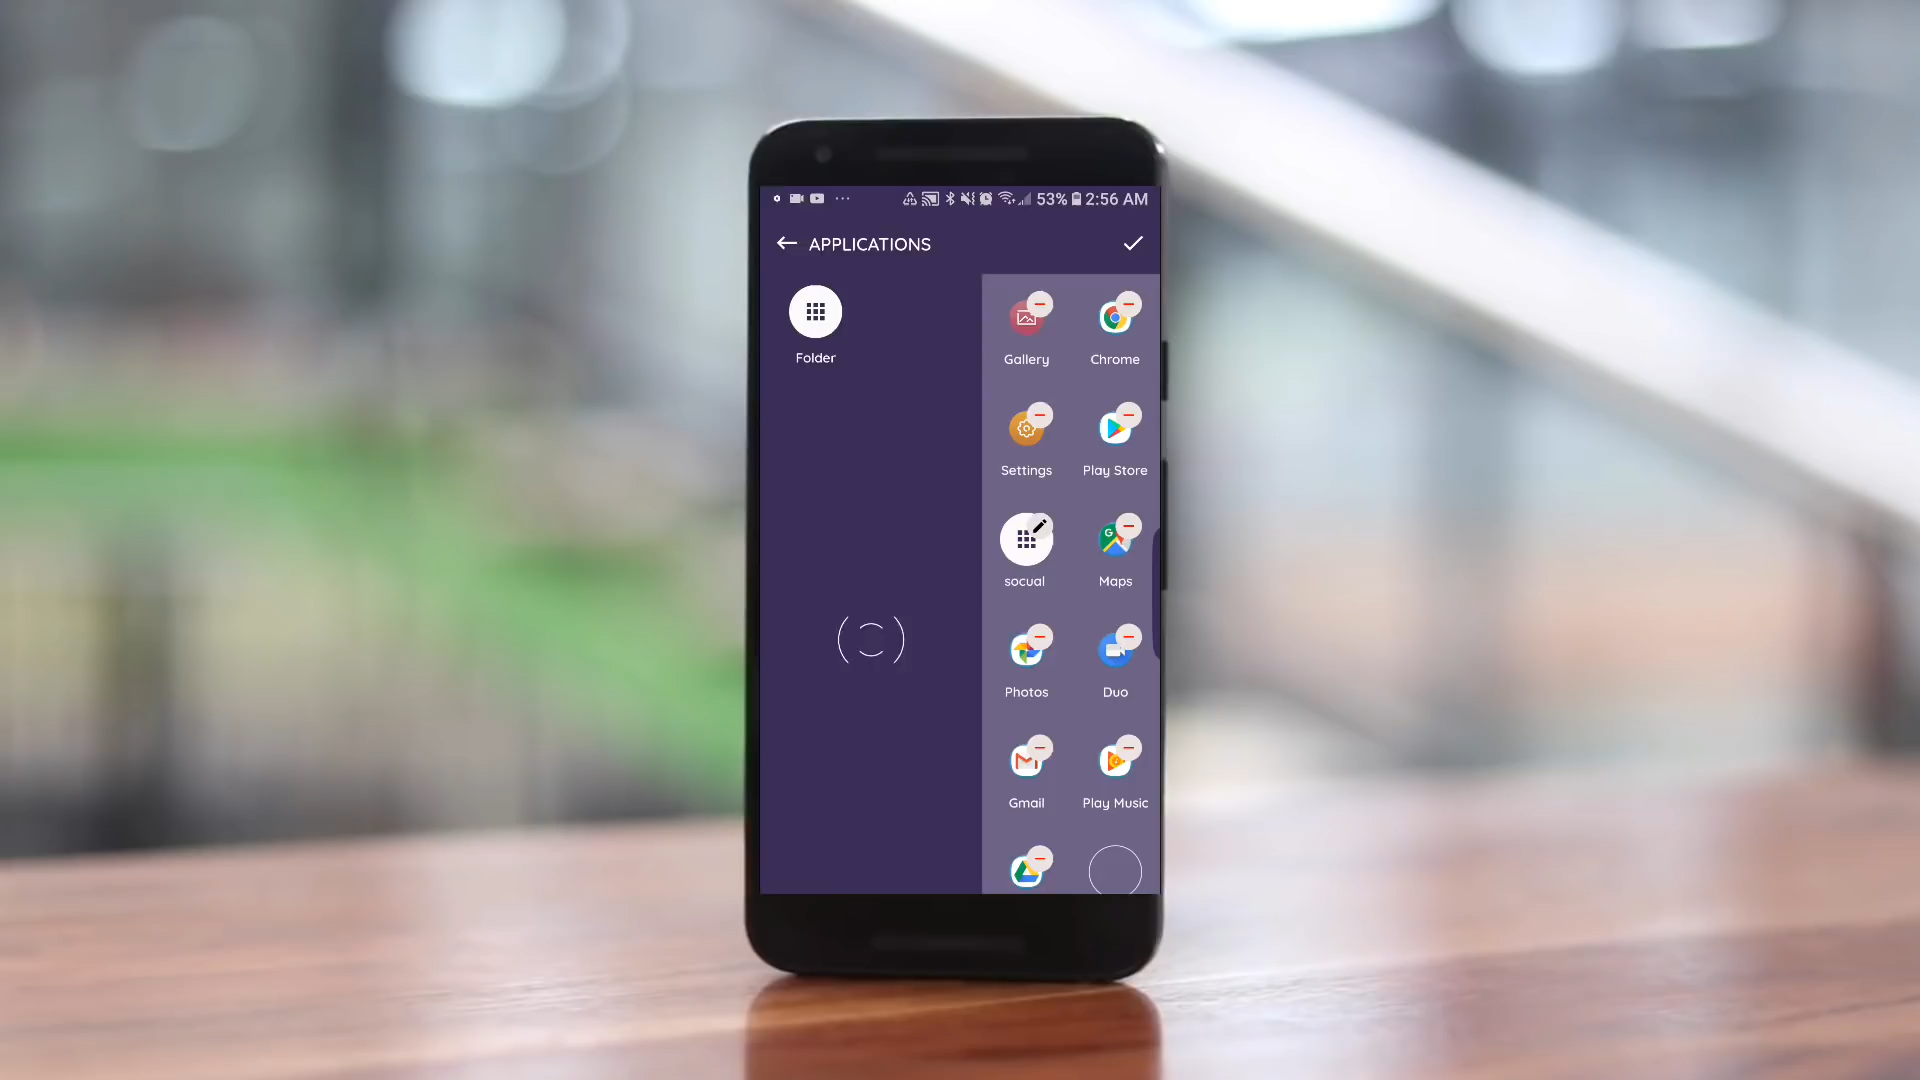 53% 2:56 AM
APPLICATIONS
Folder
Gallery Chrome
Settings Play Store
socual Maps
Photos Duo
Gmail Play Music